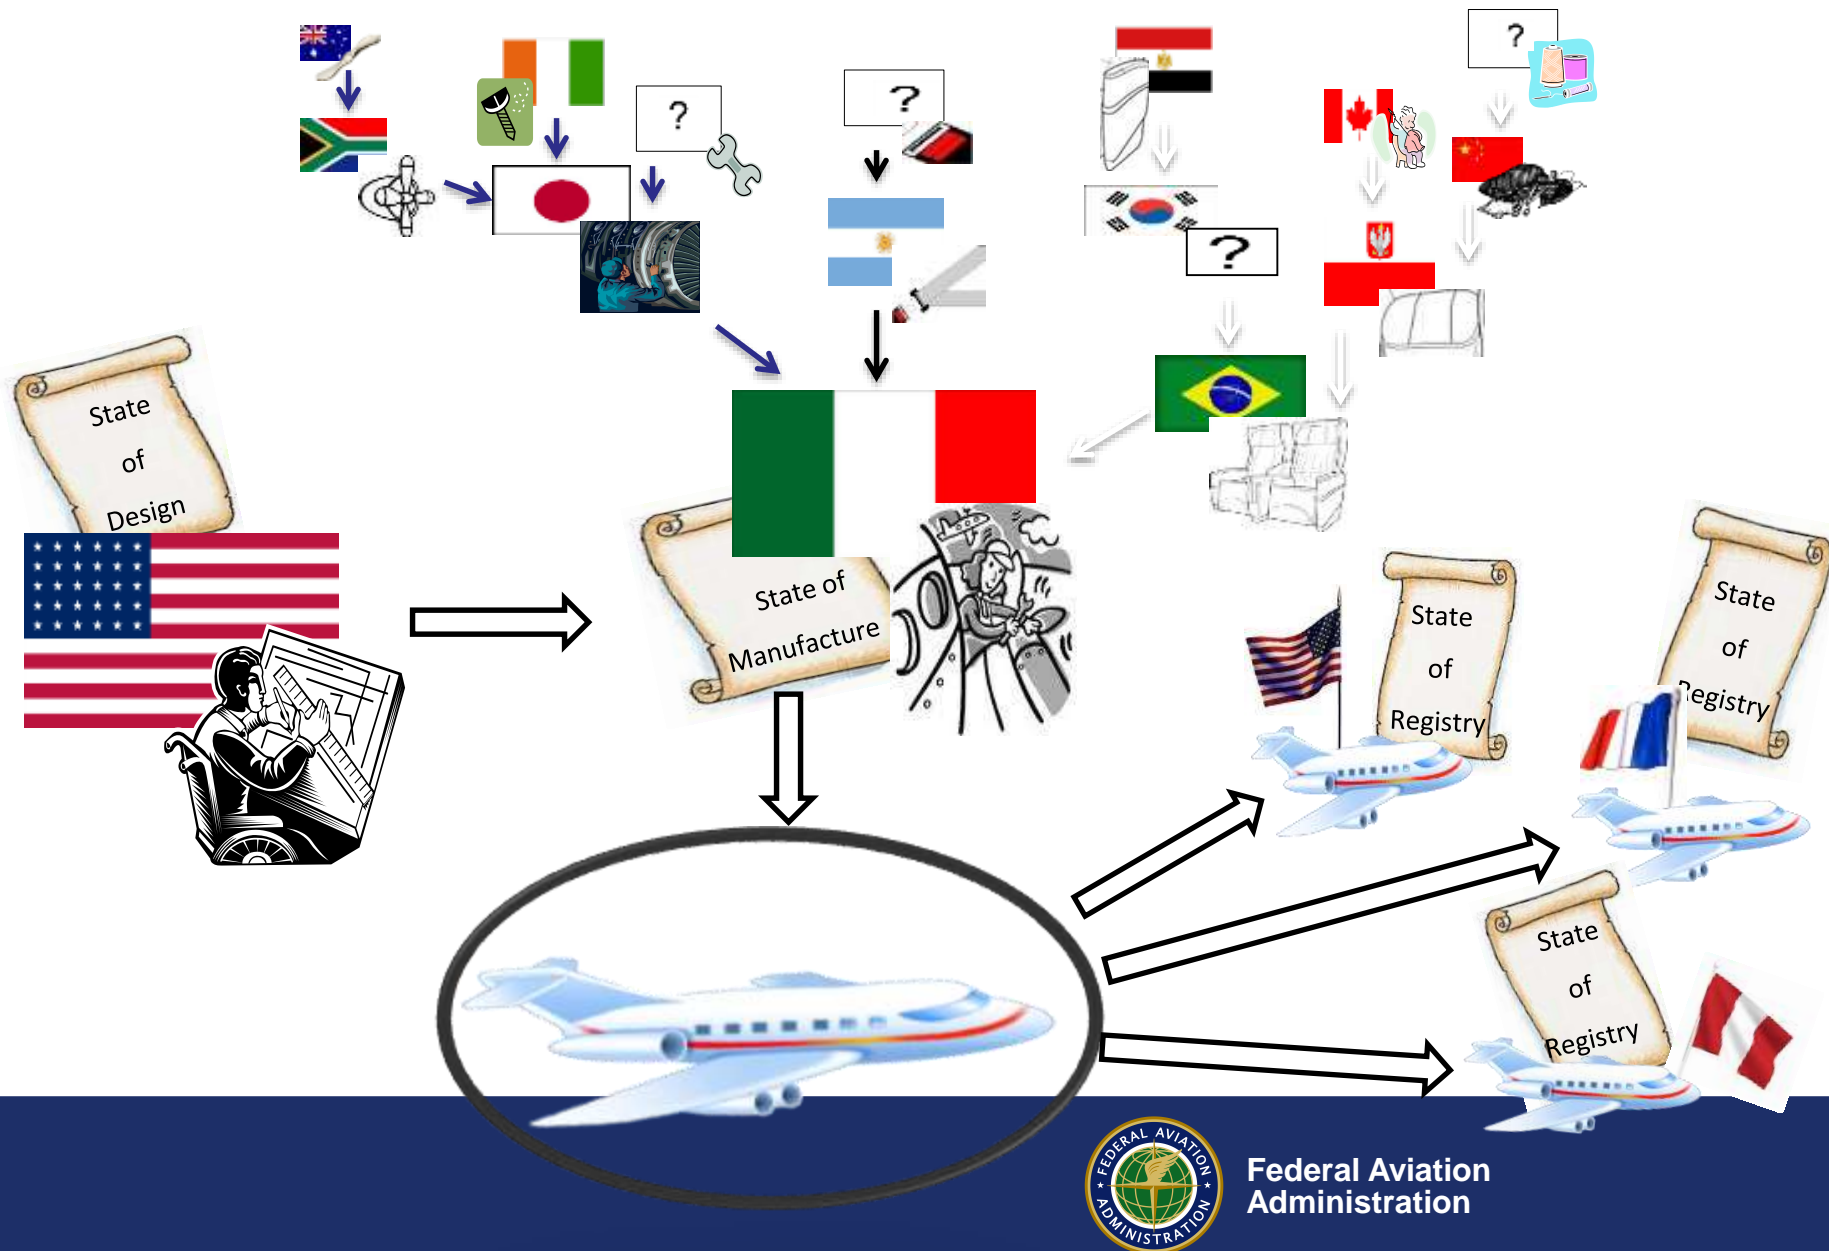 ?
?
?
?
State
of
Design
State of
Manufacture
State
of
Registry
State
of
Registry
State
of
Registry
FEDERAL AVIATION
ADMINISTRATION
Federal Aviation
Administration